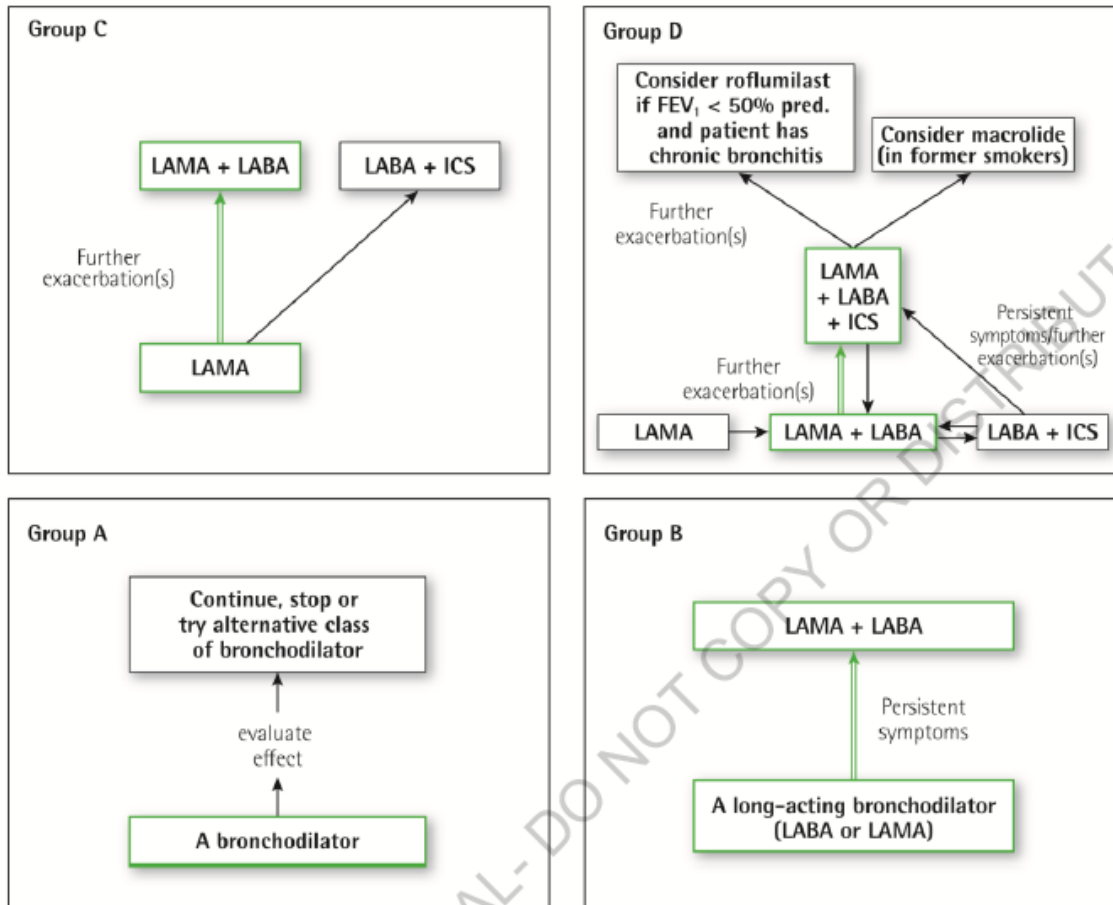 Group C
LAMA + LABA
LABA + ICS
Further
exacerbation(s)
LAMA
Group D
Consider roflumilast
if FEV₁ < 50% pred.
and patient has
chronic bronchitis
Consider macrolide
(in former smokers)
Further
exacerbation(s)
LAMA
+ LABA
+ ICS
Persistent
symptoms/further
exacerbation(s)
Further
exacerbation(s)
LAMA
LAMA + LABA
LABA + ICS
Group A
Continue, stop or
try alternative class
of bronchodilator
evaluate
effect
A bronchodilator
Group B
LAMA + LABA
Persistent
symptoms
A long-acting bronchodilator
(LABA or LAMA)
AL- DO NOT COPY OR DISTRIBUT